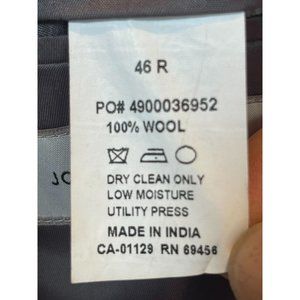 46 R
PO# 4900036952
100% WOOL
DRY CLEAN ONLY
LOW MOISTURE
UTILITY PRESS
MADE IN INDIA
CA-01129 RN 69456